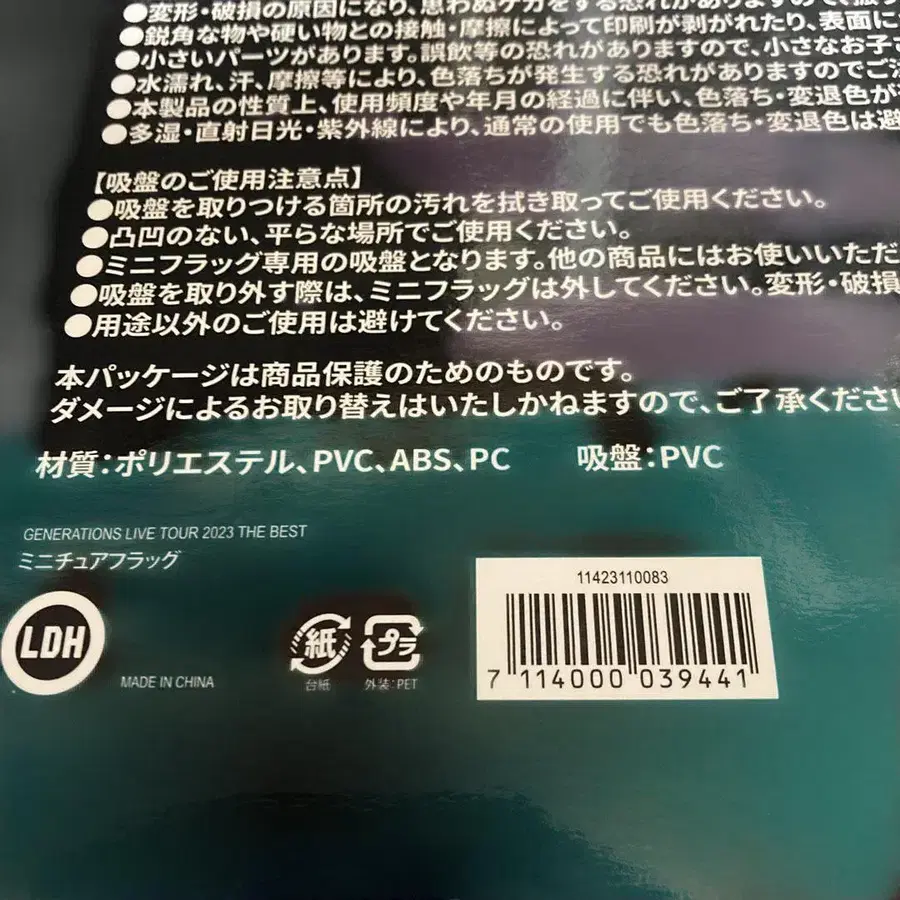 ●変形・破損の原因になり、思わぬケガをする恐れがありますので、振り
●鋭角な物や硬い物との接触・摩擦によって印刷が剥がれたり、表面に
●小さいパーツがあります。誤飲等の恐れがありますので、小さなお子さ
●水濡れ、汗、摩擦等により、色落ちが発生する恐れがありますのでご注
●本製品の性質上、使用頻度や年月の経過に伴い、色落ち・変退色が
●多湿・直射日光・紫外線により、通常の使用でも色落ち・変退色は避
【吸盤のご使用注意点】
●吸盤を取りつける箇所の汚れを拭き取ってご使用ください。
●凸凹のない、平らな場所でご使用ください。
●ミニフラッグ専用の吸盤となります。他の商品にはお使いいただ
●吸盤を取り外す際は、ミニフラッグは外してください。変形・破損
●用途以外のご使用は避けてください。
本パッケージは商品保護のためのものです。
ダメージによるお取り替えはいたしかねますので、ご了承ください
材質:ポリエステル、PVC、ABS、PC 吸盤:PVC
GENERATIONS LIVE TOUR 2023 THE BEST
ミニチュアフラッグ
LDH
MADE IN CHINA
紙
台紙
プラ
外装:PET
11423110083
7 114000 039441